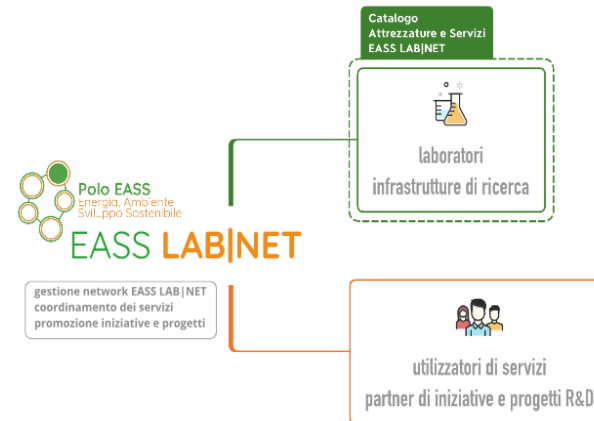 Catalogo
Attrezzature e Servizi
EASS LAB|NET
laboratori
infrastrutture di ricerca
Polo EASS
Energia, Ambiente
Sviluppo Sostenibile
EASS LAB|NET
gestione network EASS LAB|NET
coordinamento dei servizi
promozione iniziative e progetti
utilizzatori di servizi
partner di iniziative e progetti R&D